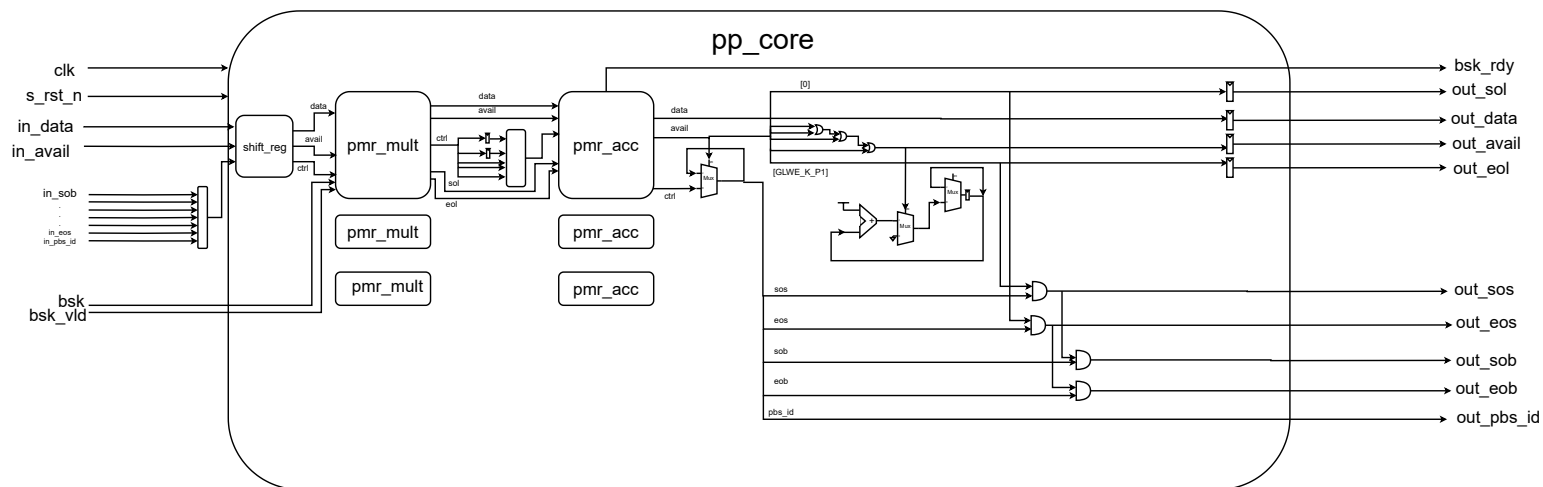 pp_core
clk
s_rst_n
in_data
in_avail
in_sob
.
.
.
in_eos
in_pbs_id
bsk
bsk_vld
shift_reg
data
avail
ctrl
pmr_mult
pmr_mult
pmr_mult
data
avail
ctrl
sol
eol
pmr_acc
pmr_acc
pmr_acc
data
avail
ctrl
Mux
[0]
[GLWE_K_P1]
+
Mux
Mux
sos
eos
sob
eob
pbs_id
bsk_rdy
out_sol
out_data
out_avail
out_eol
out_sos
out_eos
out_sob
out_eob
out_pbs_id